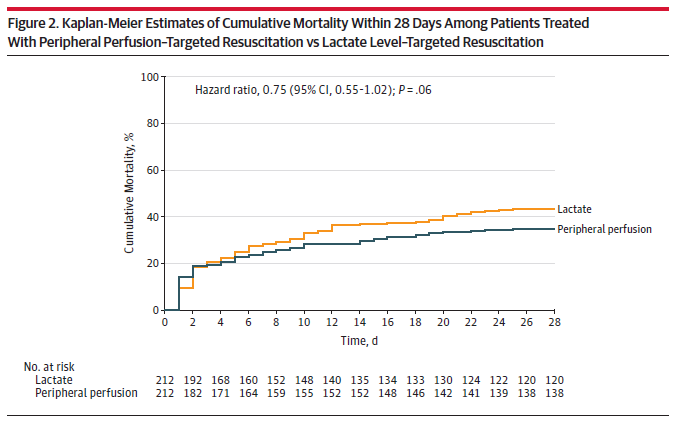 Figure 2. Kaplan-Meier Estimates of Cumulative Mortality Within 28 Days Among Patients Treated
With Peripheral Perfusion–Targeted Resuscitation vs Lactate Level–Targeted Resuscitation
Hazard ratio, 0.75 (95% CI, 0.55-1.02); P = .06
Cumulative Mortality, %
100
80
60
40
20
0
Lactate
Peripheral perfusion
0 2 4 6 8 10 12 14 16 18 20 22 24 26 28
Time, d
No. at risk
Lactate 212 192 168 160 152 148 140 135 134 133 130 124 122 120 120
Peripheral perfusion 212 182 171 164 159 155 152 152 148 146 142 141 139 138 138